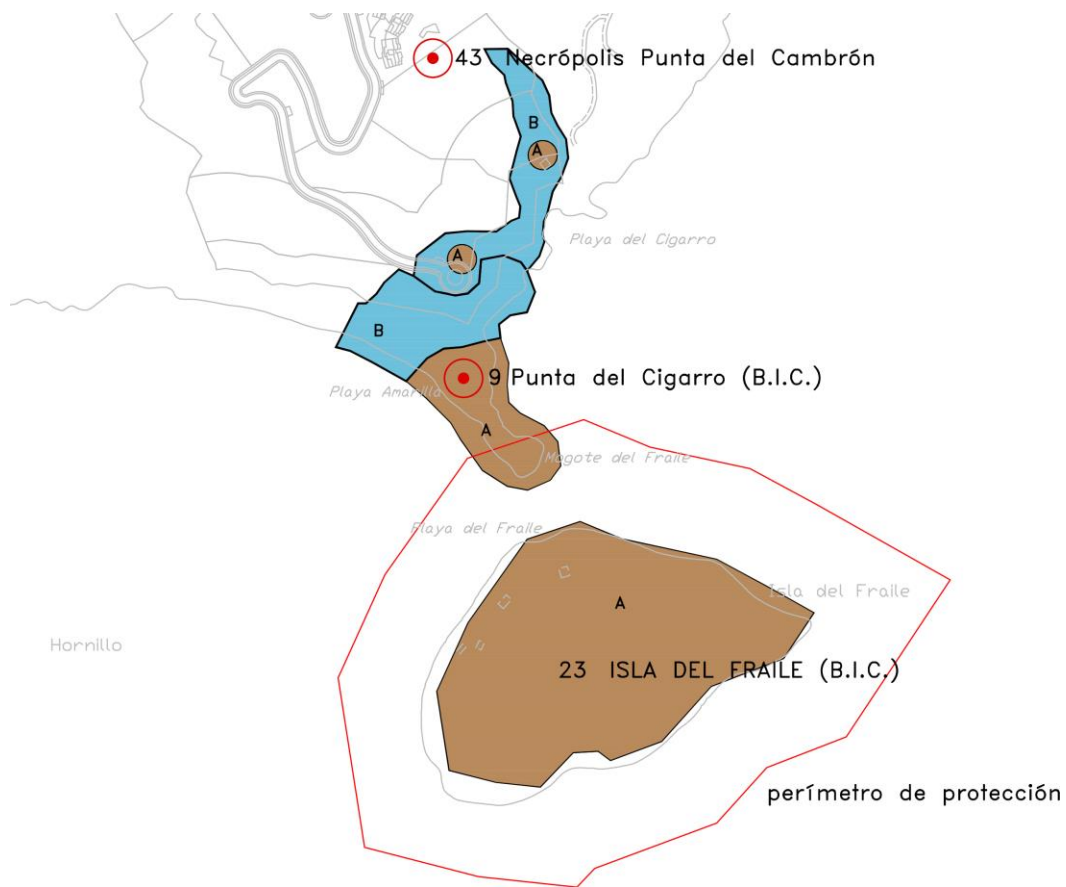 43 Necrópolis Punta del Cambrón
B
A
Playa del Cigarro
A
B
9 Punta del Cigarro (B.I.C.)
Playa Amarilla
A
Mogote del Fraile
Playa del Fraile
Isla del Fraile
A
Hornillo
23 ISLA DEL FRAILE (B.I.C.)
perímetro de protección